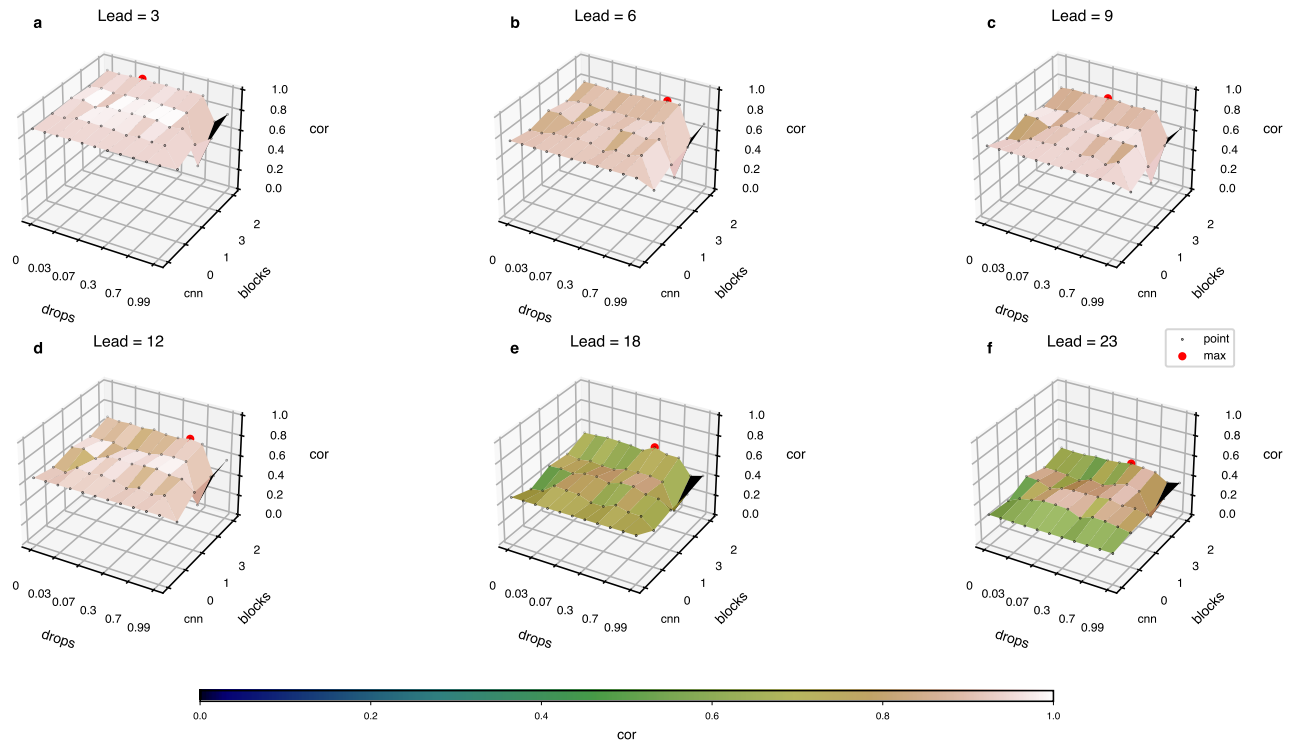 a Lead = 3
b Lead = 6
c Lead = 9
1.0
0.8
0.6
0.4
0.2
0.0
cor
0
0.03
0.07
0.3
0.7
0.99
drops
cnn
0
1
3
2
blocks
1.0
0.8
0.6
0.4
0.2
0.0
cor
0
0.03
0.07
0.3
0.7
0.99
drops
cnn
0
1
3
2
blocks
1.0
0.8
0.6
0.4
0.2
0.0
cor
0
0.03
0.07
0.3
0.7
0.99
drops
cnn
0
1
3
2
blocks
d Lead = 12
e Lead = 18
f Lead = 23
point
max
1.0
0.8
0.6
0.4
0.2
0.0
cor
0
0.03
0.07
0.3
0.7
0.99
drops
cnn
0
1
3
2
blocks
1.0
0.8
0.6
0.4
0.2
0.0
cor
0
0.03
0.07
0.3
0.7
0.99
drops
cnn
0
1
3
2
blocks
1.0
0.8
0.6
0.4
0.2
0.0
cor
0
0.03
0.07
0.3
0.7
0.99
drops
cnn
0
1
3
2
blocks
0.0 0.2 0.4 0.6 0.8 1.0
cor